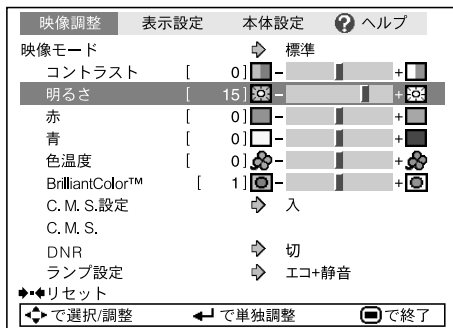 映像調整 表示設定 本体設定 ? ヘルプ
映像モード 標準
コントラスト [ 0] − +
明るさ [ 15] − +
赤 [ 0] − +
青 [ 0] − +
色温度 [ 0] − +
BrilliantColor™ [ 1] − +
C. M. S.設定 入
C. M. S.
DNR 切
ランプ設定 エコ+静音
リセット
で選択/調整 で単独調整 で終了